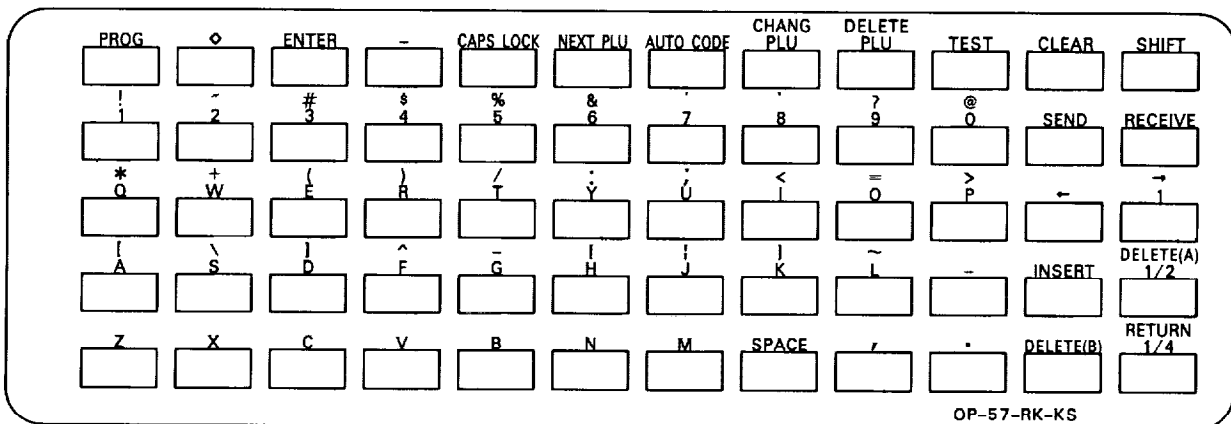 CHANG DELETE
PROG ◇ ENTER – CAPS LOCK NEXT PLU AUTO CODE PLU PLU TEST CLEAR SHIFT
! ˜ # $ % & ' ' ? @
1 2 3 4 5 6 7 8 9 0 SEND RECEIVE
* + ( ) / : ; < = > →
Q W E R T Y U I O P ← 1
[ \ ] ^ – [ ¦ ] ~ DELETE(A)
A S D F G H J K L – INSERT 1/2
RETURN
Z X C V B N M SPACE , . DELETE(B) 1/4
OP-57-RK-KS